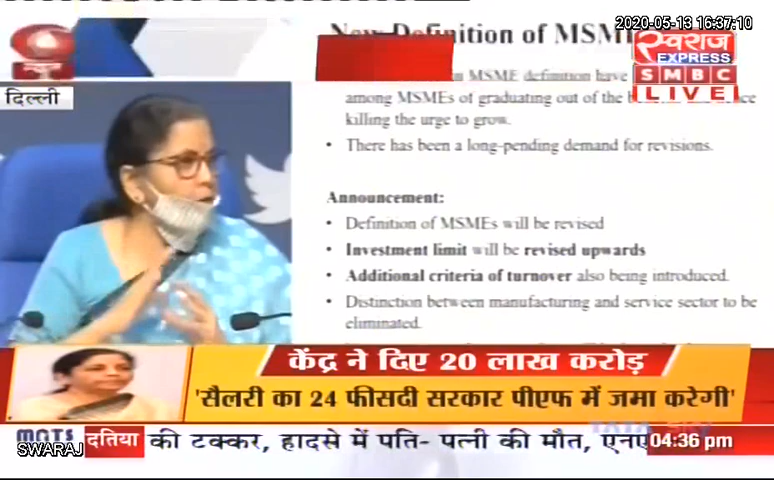 2020-05-13 16:37:10
Definition of MSME
स्वराज
EXPRESS
SMBC
LIVE
न्यूज
दिल्ली
MSME definition have
among MSMEs of graduating out of the
killing the urge to grow.
• There has been a long-pending demand for revisions.
Announcement:
• Definition of MSMEs will be revised
• Investment limit will be revised upwards
• Additional criteria of turnover also being introduced.
• Distinction between manufacturing and service sector to be
eliminated.
केंद्र ने दिए 20 लाख करोड़
'सैलरी का 24 फीसदी सरकार पीएफ में जमा करेगी'
दतिया की टक्कर, हादसे में पति- पत्नी की मौत, 04:36 pm
SWARAJ